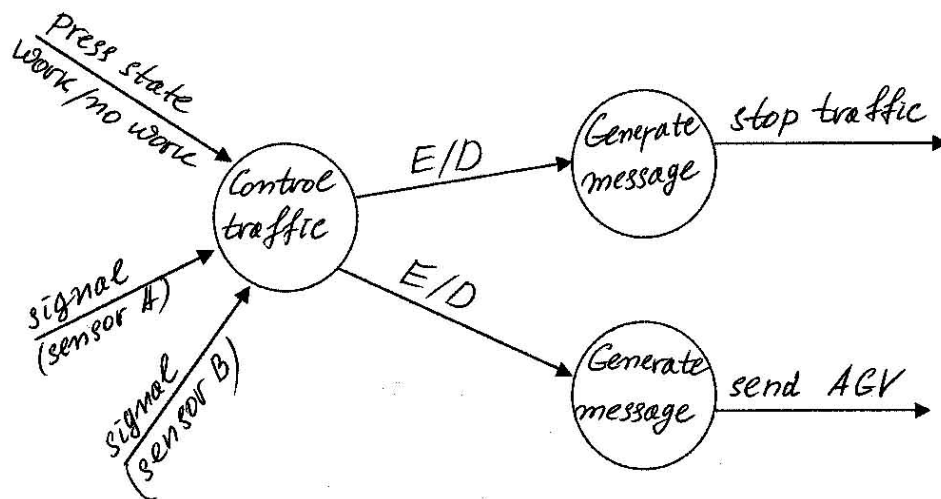 press state
work/no work
Control
traffic
signal
(sensor A)
signal
(sensor B)
E/D
E/D
Generate
message
stop traffic
Generate
message
send AGV